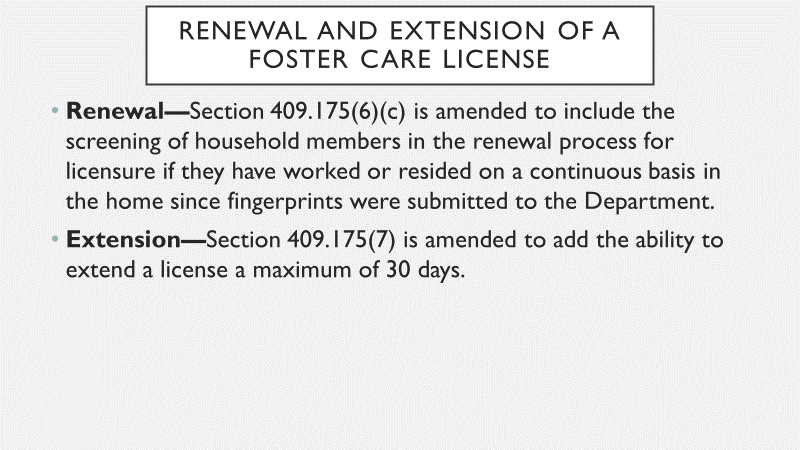 RENEWAL AND EXTENSION OF A
FOSTER CARE LICENSE
• Renewal—Section 409.175(6)(c) is amended to include the
screening of household members in the renewal process for
licensure if they have worked or resided on a continuous basis in
the home since fingerprints were submitted to the Department.
• Extension—Section 409.175(7) is amended to add the ability to
extend a license a maximum of 30 days.